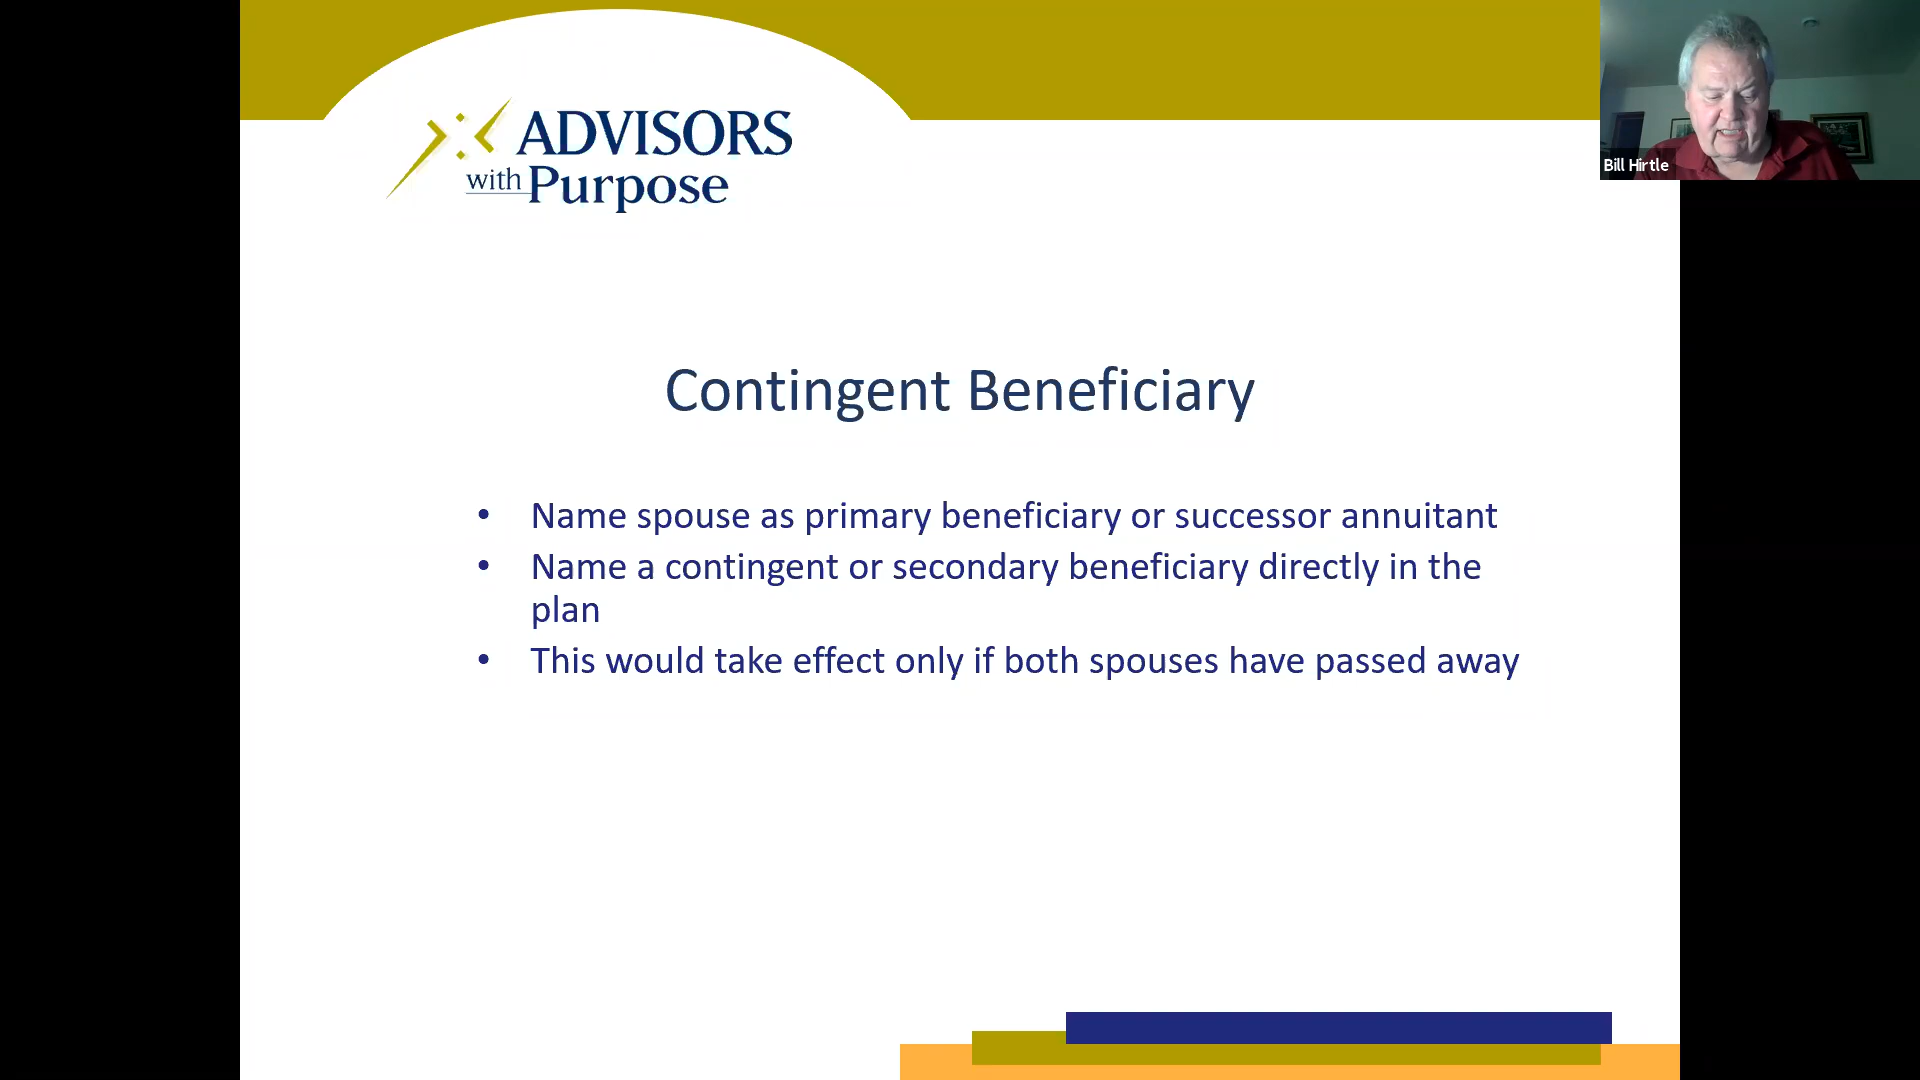 ADVISORS
with Purpose
Bill Hirtle
Contingent Beneficiary
• Name spouse as primary beneficiary or successor annuitant
• Name a contingent or secondary beneficiary directly in the
plan
• This would take effect only if both spouses have passed away